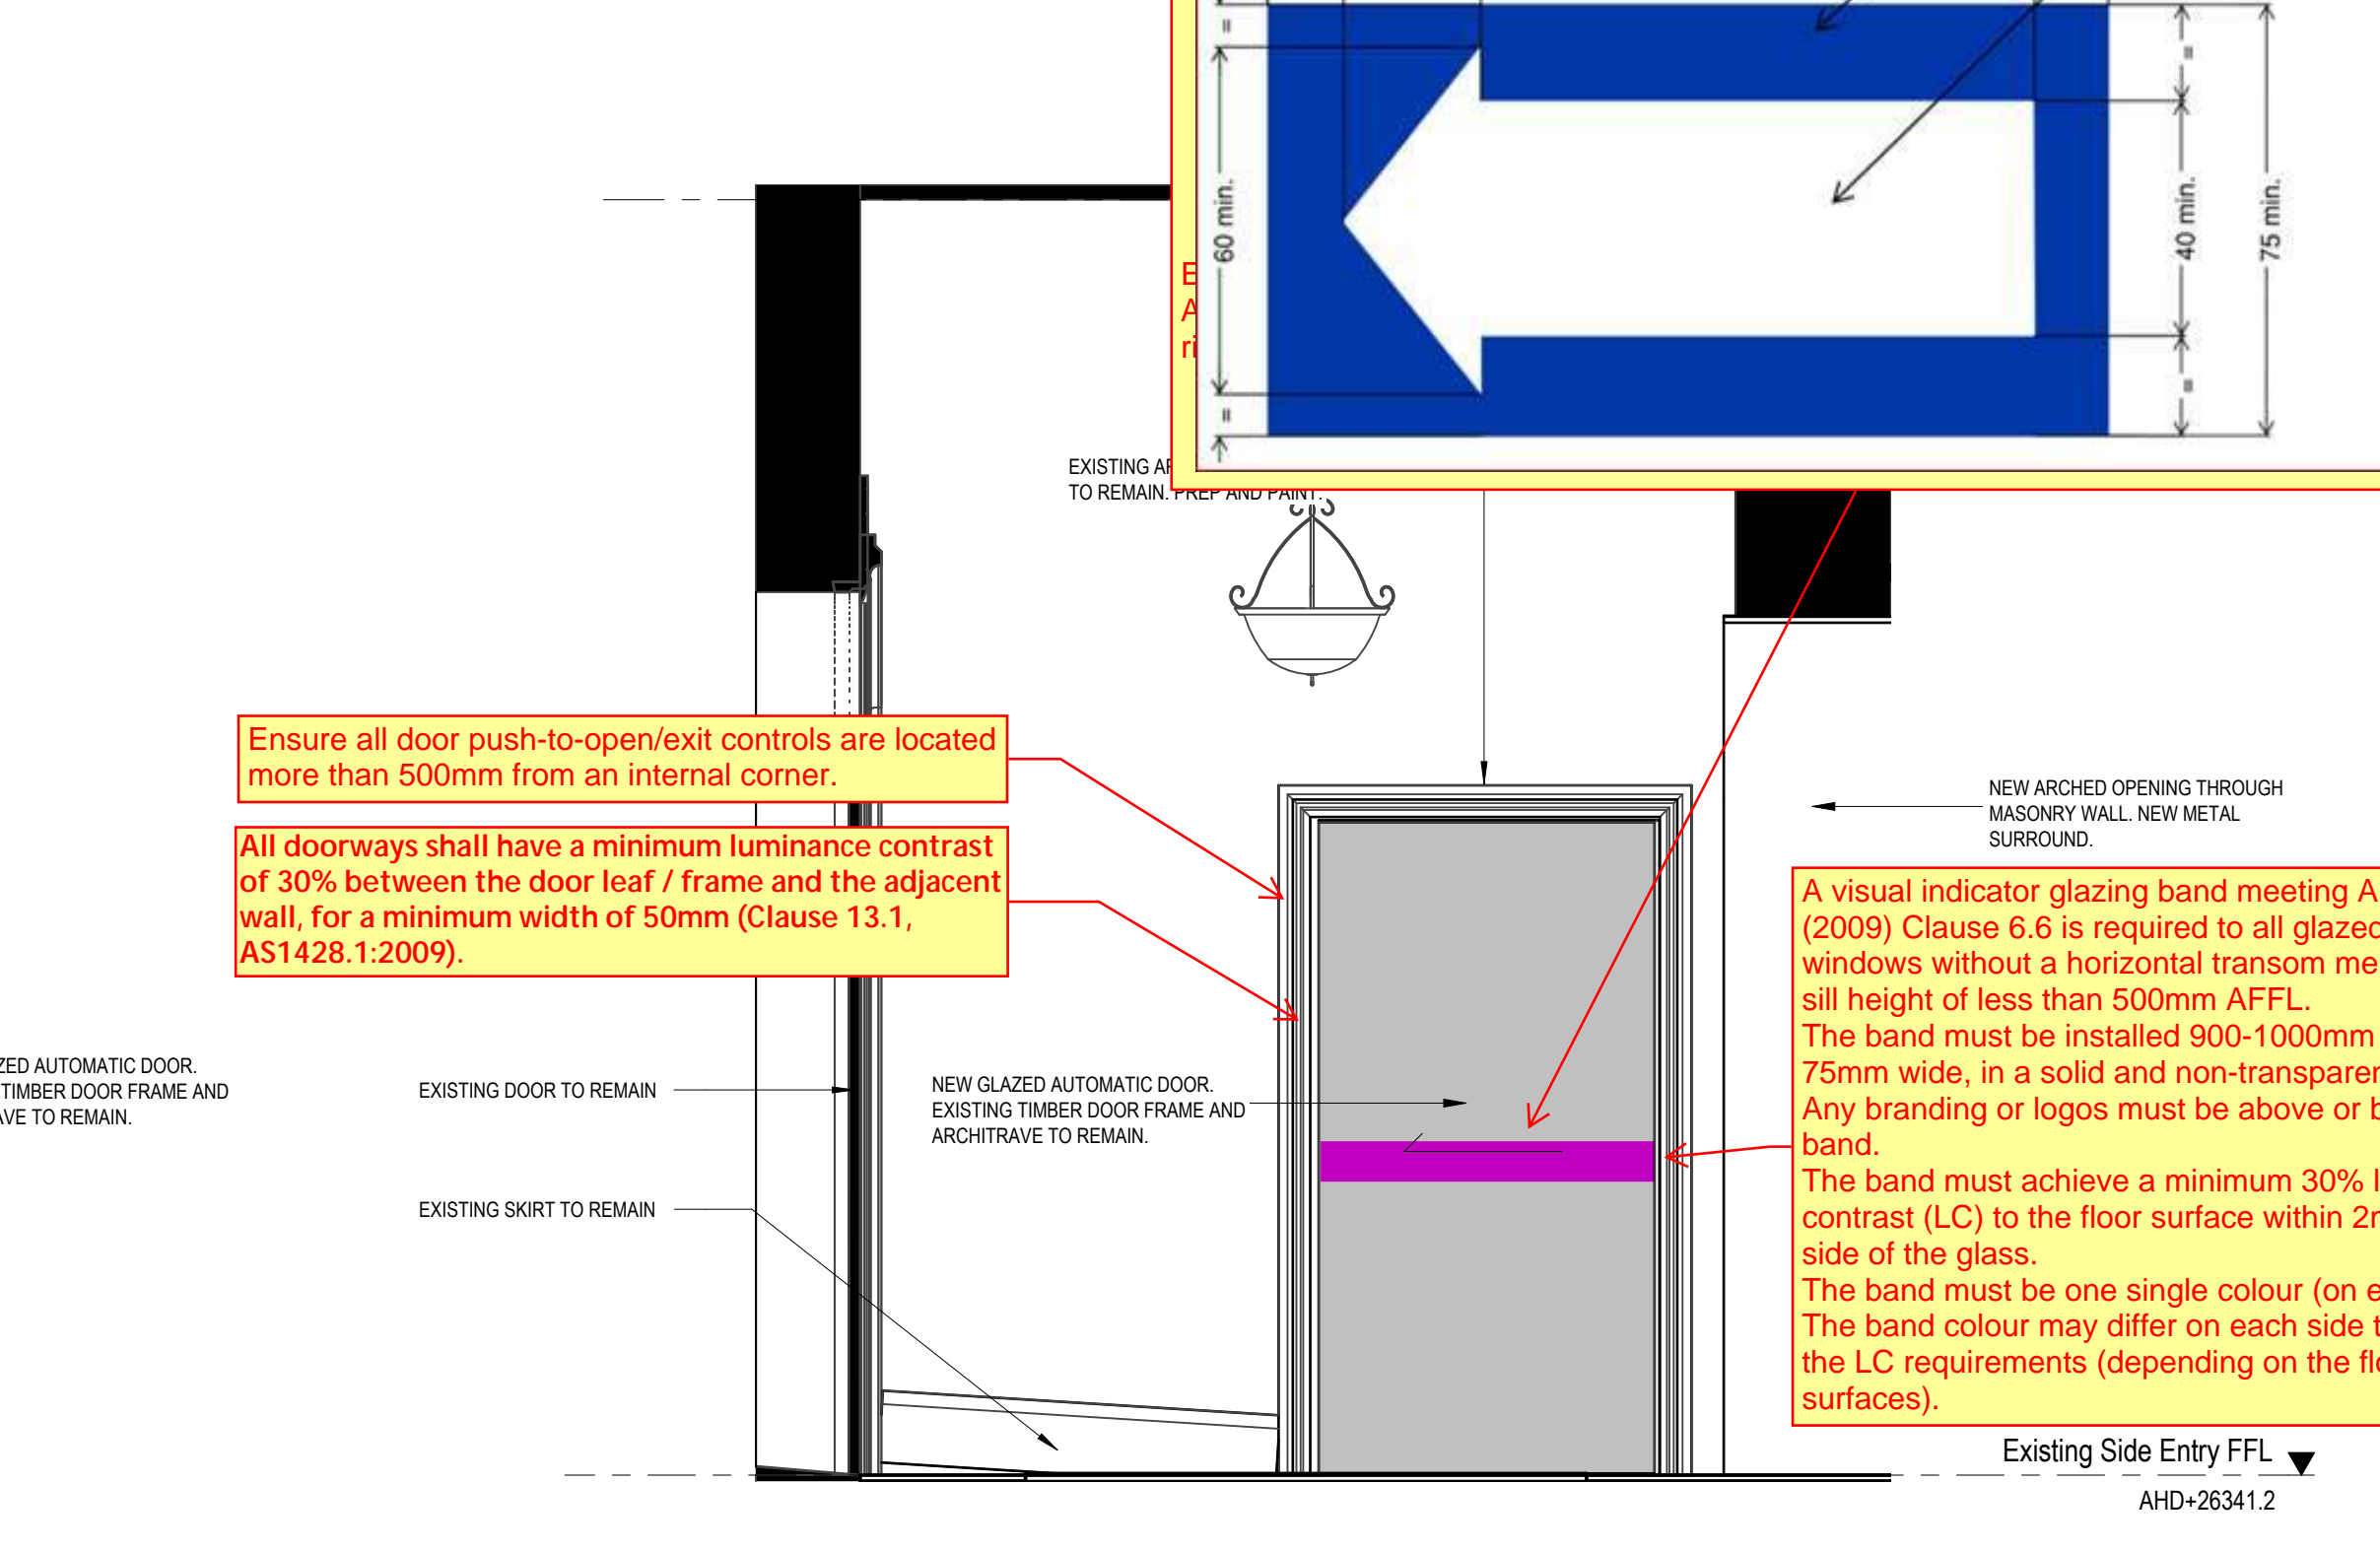 =
60 min.
=
=
40 min.
=
75 min.
E
A
ri
EXISTING
TO REMAIN. PREP AND PAINT.
Ensure all door push-to-open/exit controls are located
more than 500mm from an internal corner.
All doorways shall have a minimum luminance contrast
of 30% between the door leaf / frame and the adjacent
wall, for a minimum width of 50mm (Clause 13.1,
AS1428.1:2009).
NEW ARCHED OPENING THROUGH
MASONRY WALL. NEW METAL
SURROUND.
A visual indicator glazing band meeting A
(2009) Clause 6.6 is required to all glazed
windows without a horizontal transom me
sill height of less than 500mm AFFL.
The band must be installed 900-1000mm
75mm wide, in a solid and non-transparen
Any branding or logos must be above or b
band.
The band must achieve a minimum 30% l
contrast (LC) to the floor surface within 2
side of the glass.
The band must be one single colour (on e
The band colour may differ on each side t
the LC requirements (depending on the flo
surfaces).
ZED AUTOMATIC DOOR.
TIMBER DOOR FRAME AND
AVE TO REMAIN.
EXISTING DOOR TO REMAIN
NEW GLAZED AUTOMATIC DOOR.
EXISTING TIMBER DOOR FRAME AND
ARCHITRAVE TO REMAIN.
EXISTING SKIRT TO REMAIN
Existing Side Entry FFL
AHD+26341.2